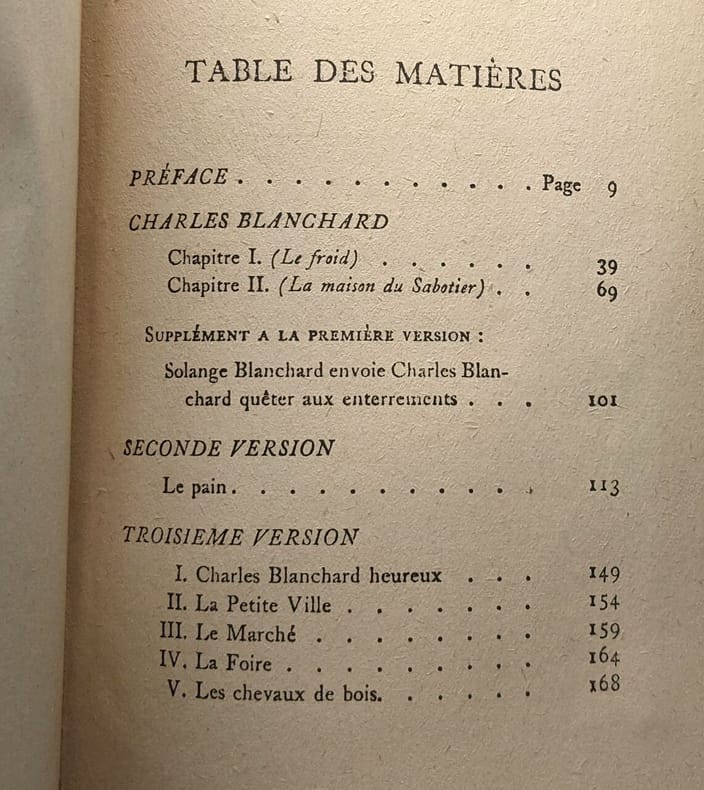 TABLE DES MATIÈRES
PRÉFACE . . . . . . . . . . . Page 9
CHARLES BLANCHARD
Chapitre I. (Le froid) . . . . . . 39
Chapitre II. (La maison du Sabotier) . . 69
SUPPLÉMENT A LA PREMIÈRE VERSION :
Solange Blanchard envoie Charles Blan-
chard quêter aux enterrements . . . 101
SECONDE VERSION
Le pain . . . . . . . . . . . 113
TROISIEME VERSION
I. Charles Blanchard heureux . . . 149
II. La Petite Ville . . . . . . . 154
III. Le Marché . . . . . . . . 159
IV. La Foire . . . . . . . . . 164
V. Les chevaux de bois. . . . . . 168